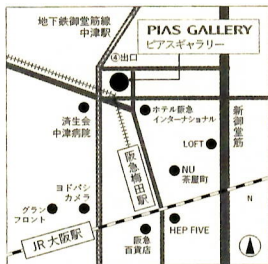 地下鉄御堂筋線
中津駅
PIAS GALLERY
ピアスギャラリー
④出口
済生会
中津病院
ホテル阪急
インターナショナル
新御堂筋
LOFT
阪急梅田駅
NU
茶屋町
ヨドバシ
カメラ
グラン
フロント
N
JR 大阪駅
阪急
百貨店
HEP FIVE